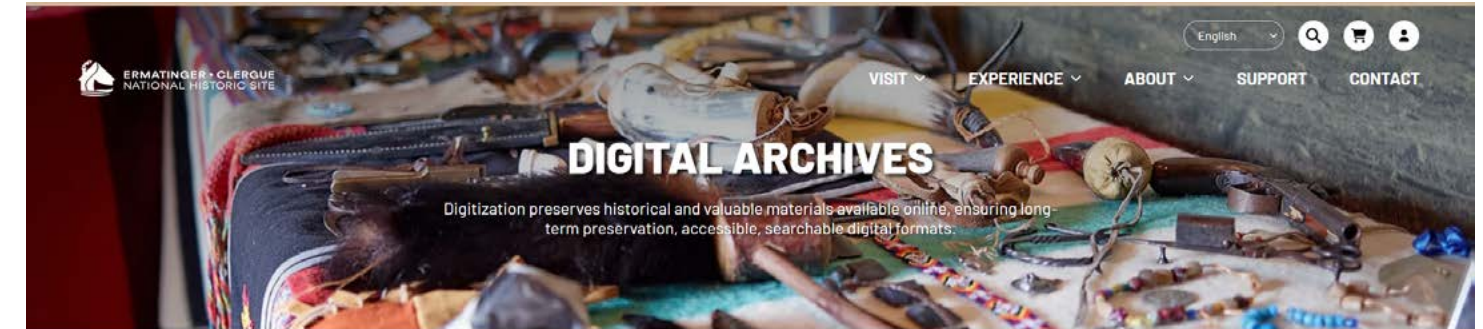 English
ERMATINGER • CLERGUE
NATIONAL HISTORIC SITE
VISIT
EXPERIENCE
ABOUT
SUPPORT
CONTACT
DIGITAL ARCHIVES
Digitization preserves historical and valuable materials available online, ensuring long-
term preservation, accessible, searchable digital formats.